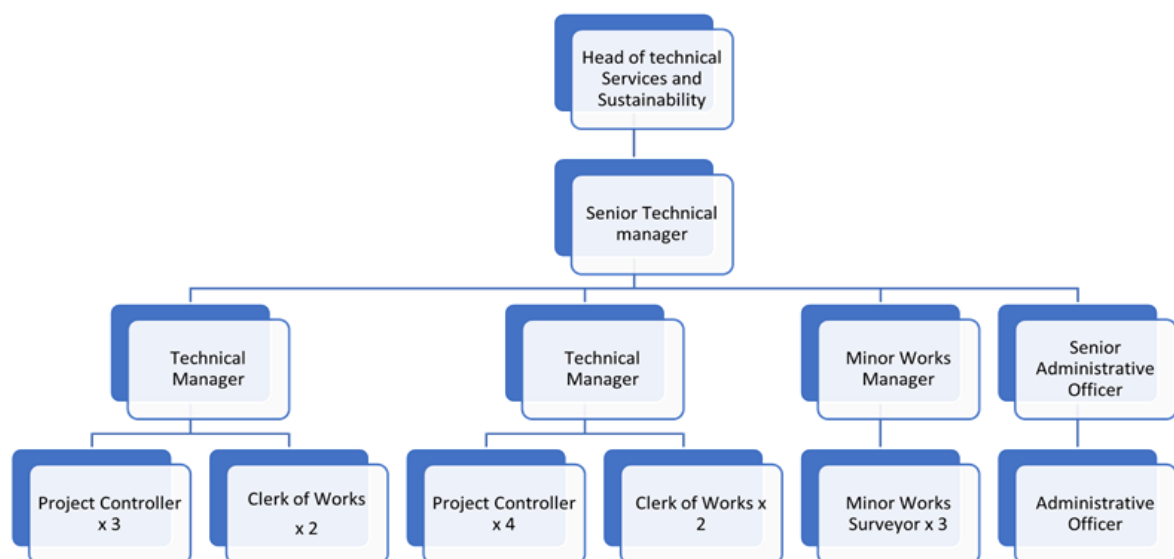 Head of technical
Services and
Sustainability
Senior Technical
manager
Technical
Manager
Technical
Manager
Minor Works
Manager
Senior
Administrative
Officer
Project Controller
x 3
Clerk of Works
x 2
Project Controller
x 4
Clerk of Works x
2
Minor Works
Surveyor x 3
Administrative
Officer